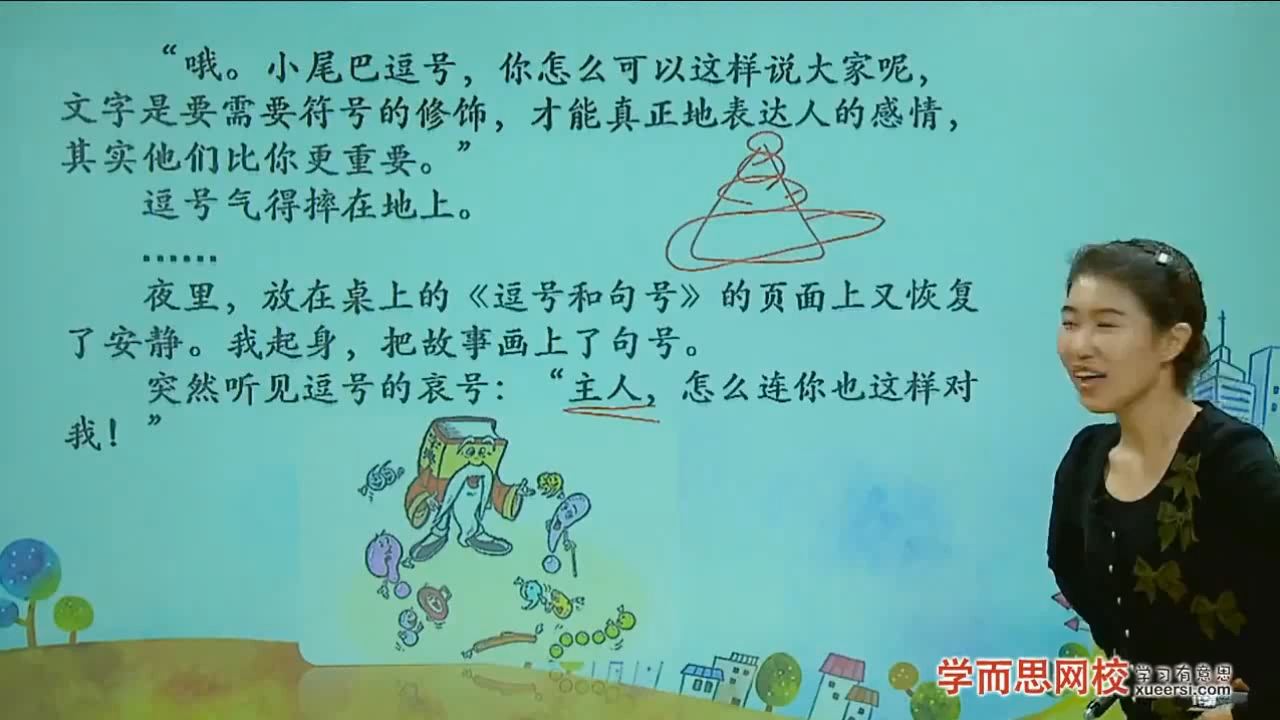 “哦。小尾巴逗号，你怎么可以这样说大家呢，
文字是要需要符号的修饰，才能真正地表达人的感情，
其实他们比你更重要。”
逗号气得摔在地上。
……
夜里，放在桌上的《逗号和句号》的页面上又恢复
了安静。我起身，把故事画上了句号。
突然听见逗号的哀号：“主人，怎么连你也这样对
我！”
学而思网校
学习有意思
xueersi.com